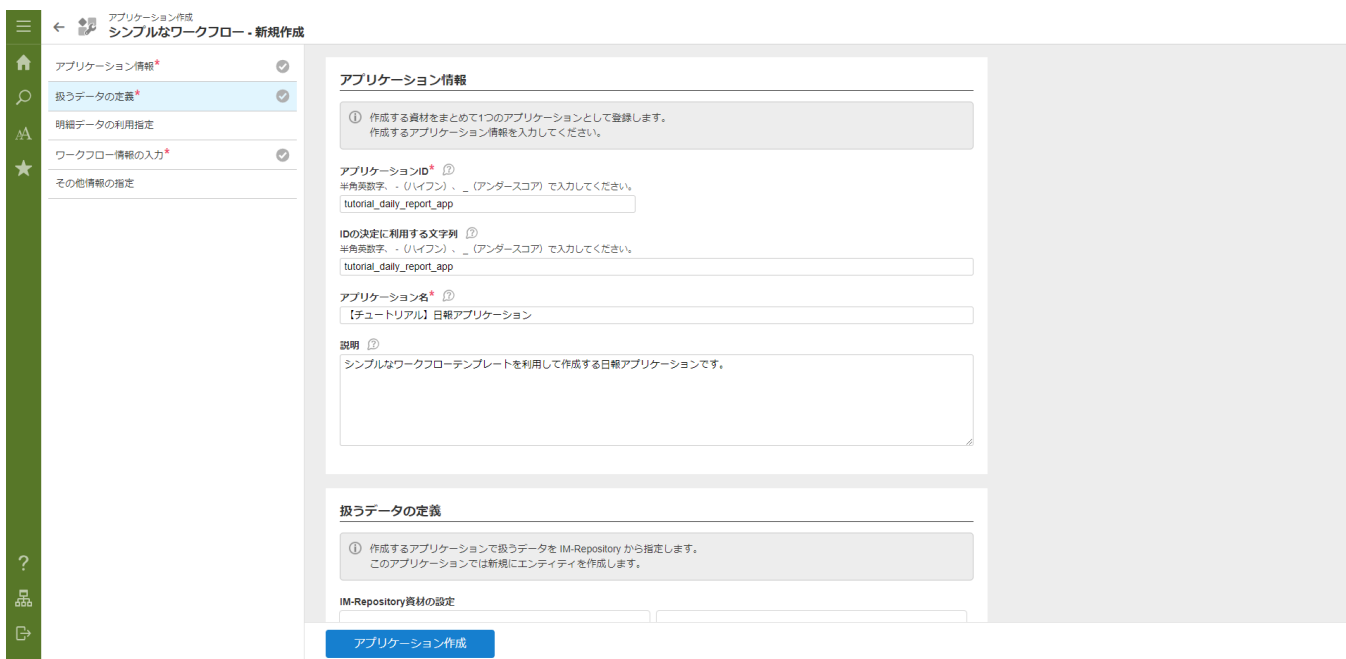 アプリケーション作成
シンプルなワークフロー - 新規作成
アプリケーション情報*
扱うデータの定義*
明細データの利用指定
ワークフロー情報の入力*
その他情報の指定
アプリケーション情報
作成する資材をまとめて1つのアプリケーションとして登録します。
作成するアプリケーション情報を入力してください。
アプリケーションID*
半角英数字、 -（ハイフン）、 _（アンダースコア）で入力してください。
tutorial_daily_report_app
IDの決定に利用する文字列
半角英数字、 -（ハイフン）、 _（アンダースコア）で入力してください。
tutorial_daily_report_app
アプリケーション名*
【チュートリアル】日報アプリケーション
説明
シンプルなワークフローテンプレートを利用して作成する日報アプリケーションです。
扱うデータの定義
作成するアプリケーションで扱うデータを IM-Repository から指定します。
このアプリケーションでは新規にエンティティを作成します。
IM-Repository資材の設定
アプリケーション作成